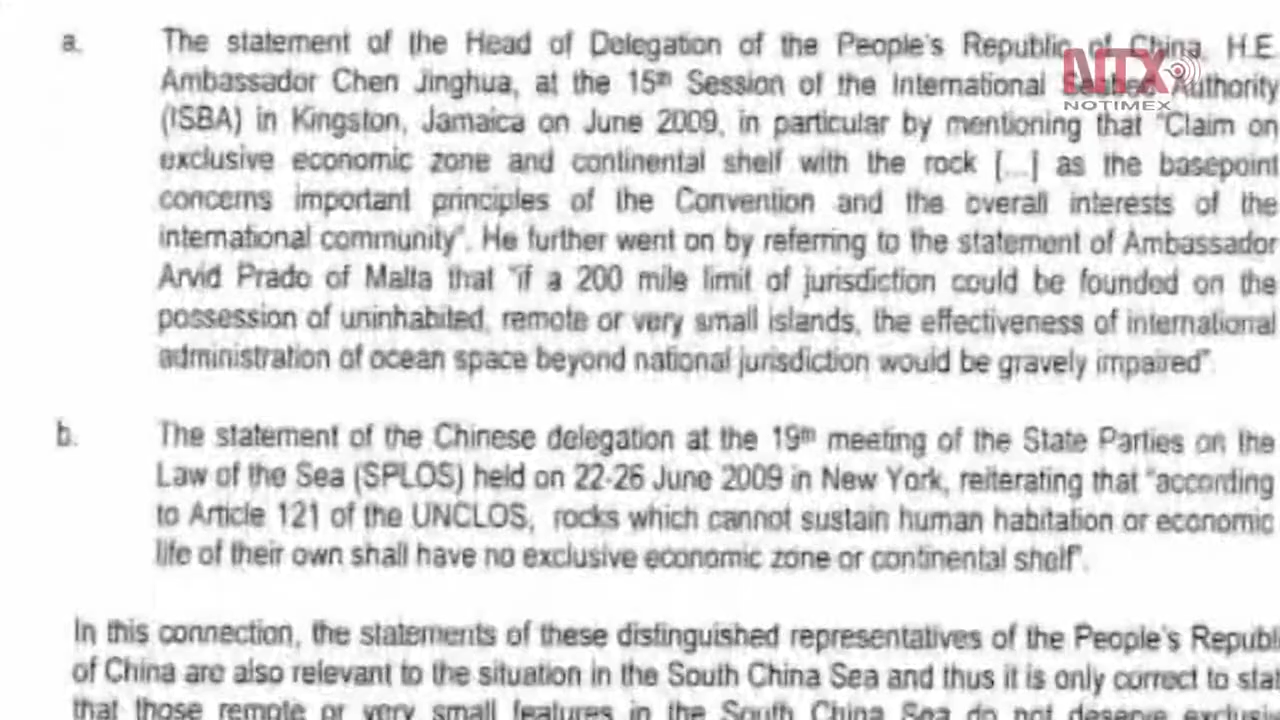 a. The statement of the Head of Delegation of the People's Republic of China, H.E.
Ambassador Chen Jinghua, at the 15th Session of the International Seabed Authority
(ISBA) in Kingston, Jamaica on June 2009, in particular by mentioning that "Claim on
exclusive economic zone and continental shelf with the rock [...] as the basepoint
concerns important principles of the Convention and the overall interests of the
international community". He further went on by referring to the statement of Ambassador
Arvid Prado of Malta that "if a 200 mile limit of jurisdiction could be founded on the
possession of uninhabited, remote or very small islands, the effectiveness of international
administration of ocean space beyond national jurisdiction would be gravely impaired".
b. The statement of the Chinese delegation at the 19th meeting of the State Parties on the
Law of the Sea (SPLOS) held on 22-26 June 2009 in New York, reiterating that "according
to Article 121 of the UNCLOS, rocks which cannot sustain human habitation or economic
life of their own shall have no exclusive economic zone or continental shelf".
In this connection, the statements of these distinguished representatives of the People's Republi
of China are also relevant to the situation in the South China Sea and thus it is only correct to stat
that those remote or very small features in the South China Sea do not deserve exclusiv
NTX
NOTIMEX